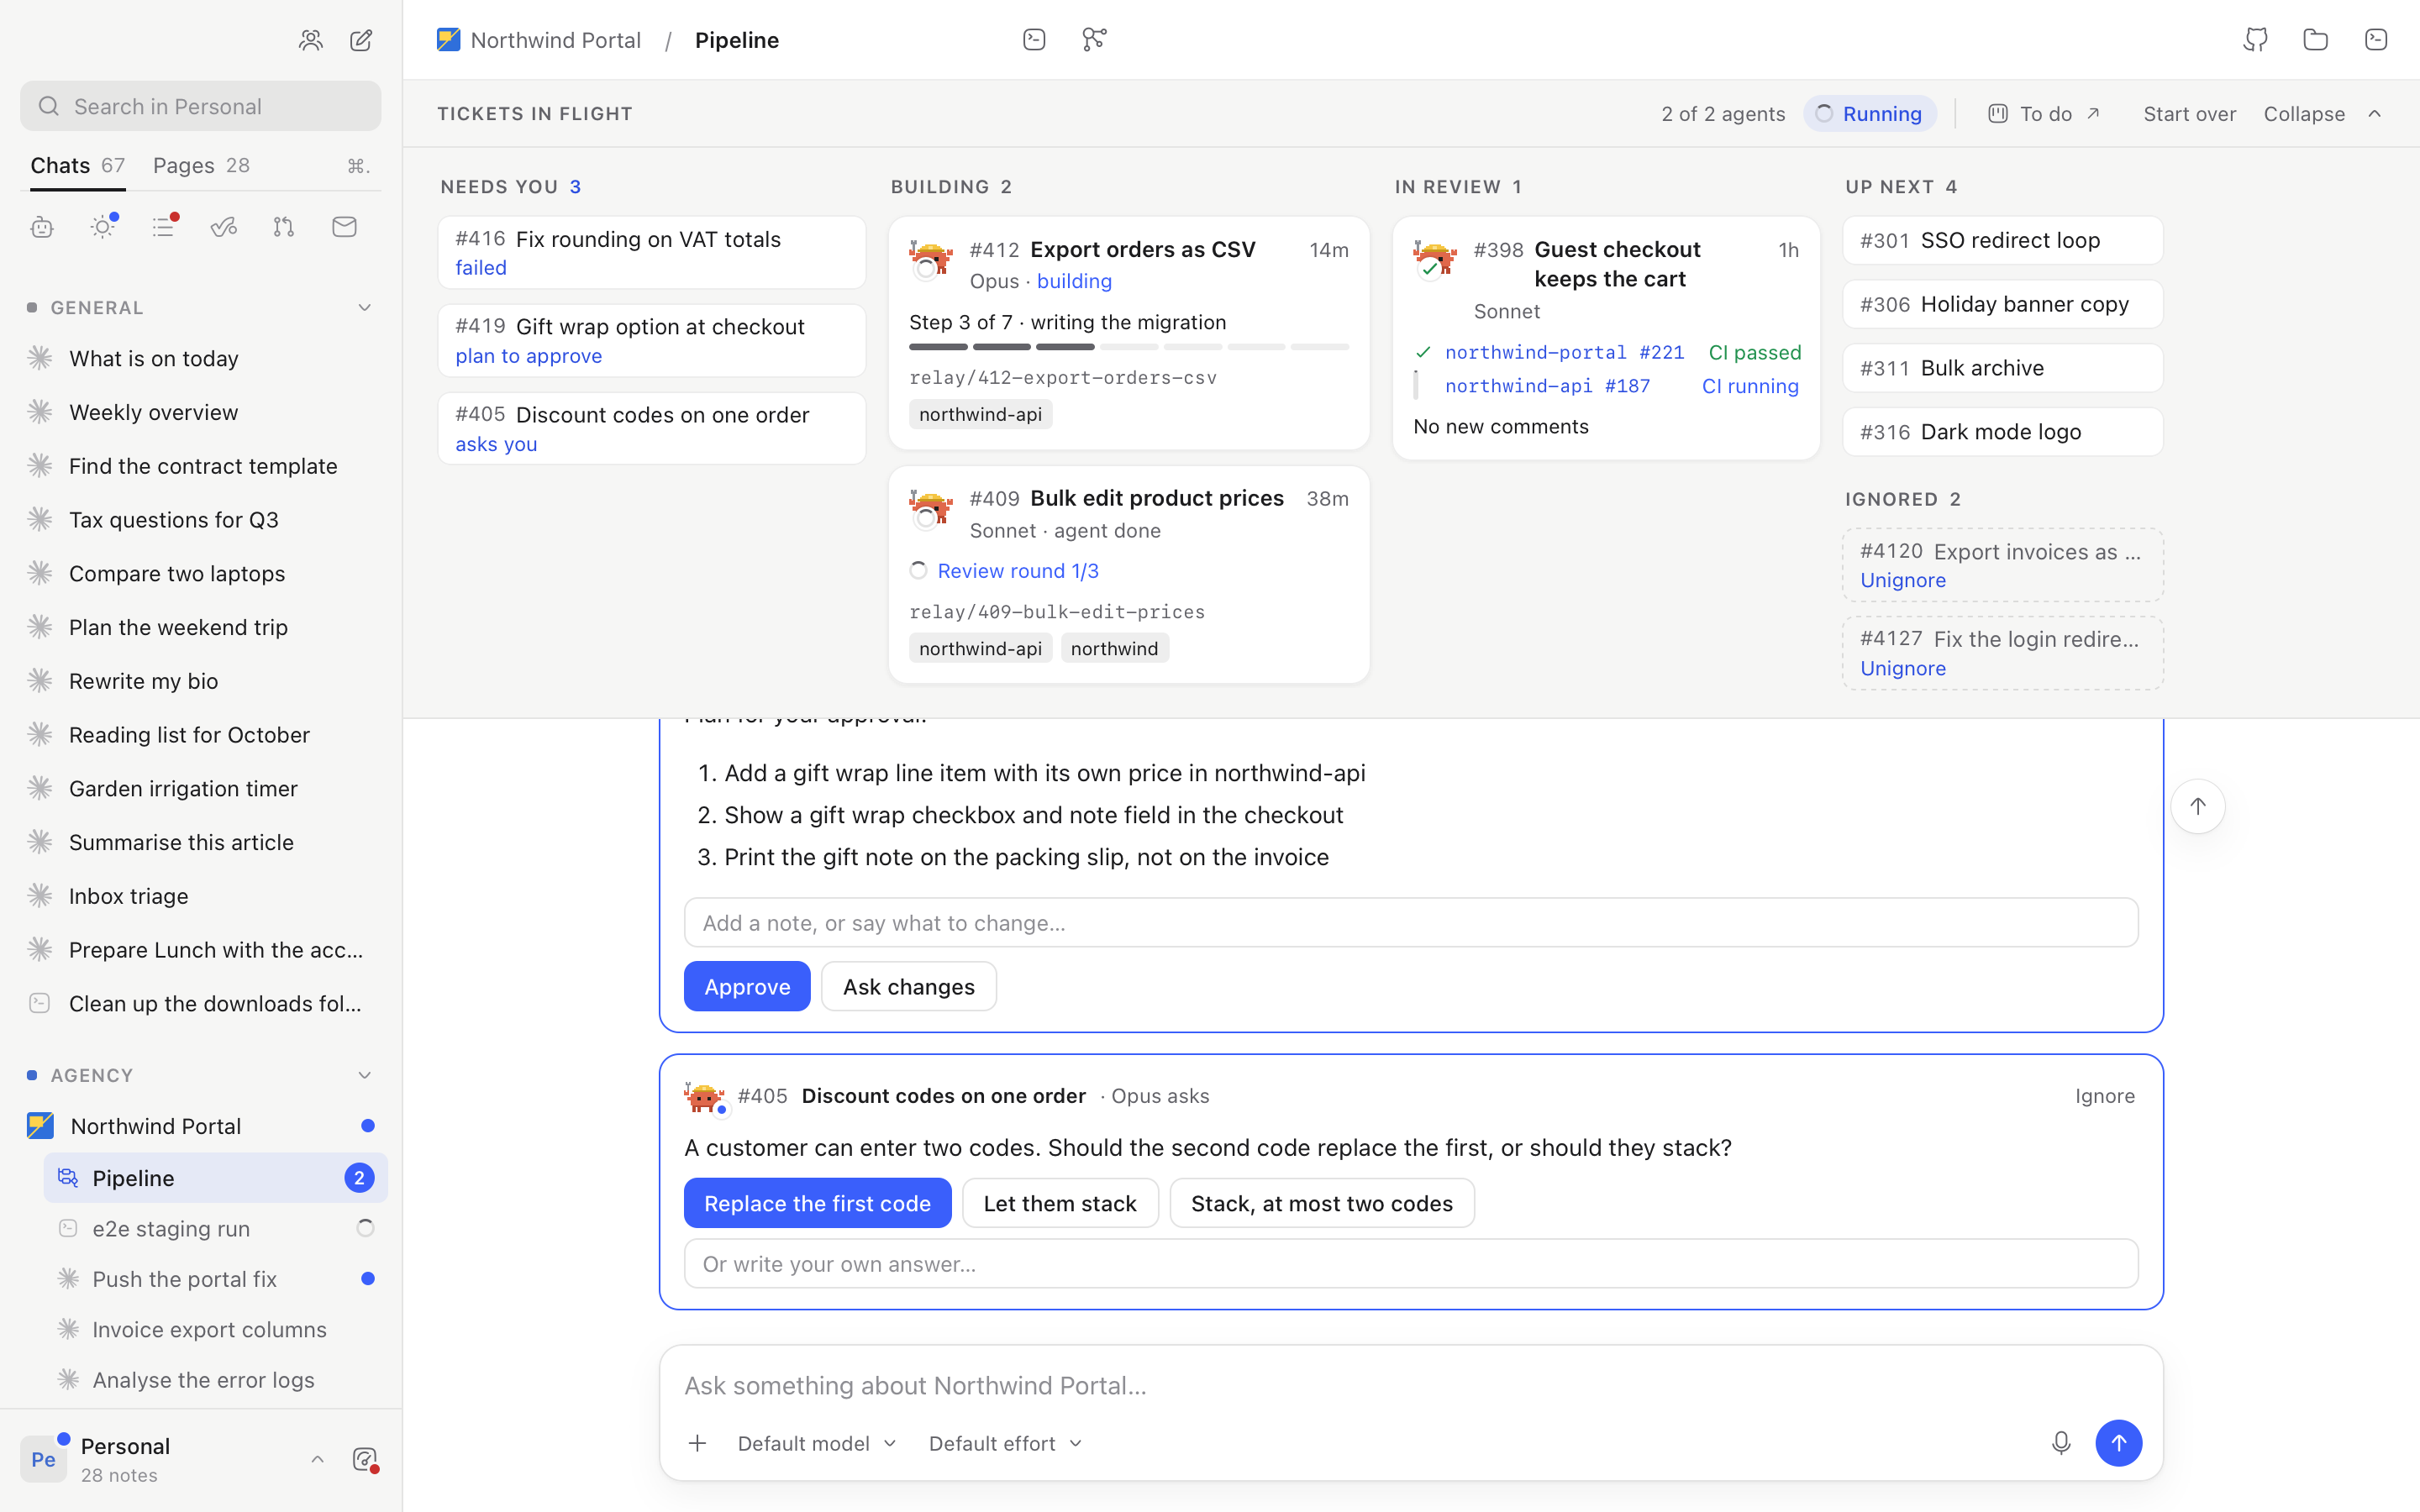 Search in Personal
Chats 67 Pages 28 ⌘.
GENERAL
What is on today
Weekly overview
Find the contract template
Tax questions for Q3
Compare two laptops
Plan the weekend trip
Rewrite my bio
Reading list for October
Garden irrigation timer
Summarise this article
Inbox triage
Prepare Lunch with the acc...
Clean up the downloads fol...
AGENCY
Northwind Portal
Pipeline 2
e2e staging run
Push the portal fix
Invoice export columns
Analyse the error logs
Pe Personal
28 notes
Northwind Portal / Pipeline
TICKETS IN FLIGHT
2 of 2 agents Running To do Start over Collapse
NEEDS YOU 3
#416 Fix rounding on VAT totals
failed
#419 Gift wrap option at checkout
plan to approve
#405 Discount codes on one order
asks you
BUILDING 2
#412 Export orders as CSV 14m
Opus · building
Step 3 of 7 · writing the migration
relay/412-export-orders-csv
northwind-api
#409 Bulk edit product prices 38m
Sonnet · agent done
Review round 1/3
relay/409-bulk-edit-prices
northwind-api northwind
IN REVIEW 1
#398 Guest checkout 1h
keeps the cart
Sonnet
northwind-portal #221 CI passed
northwind-api #187 CI running
No new comments
UP NEXT 4
#301 SSO redirect loop
#306 Holiday banner copy
#311 Bulk archive
#316 Dark mode logo
IGNORED 2
#4120 Export invoices as ...
Unignore
#4127 Fix the login redire...
Unignore
Plan for your approval:
1. Add a gift wrap line item with its own price in northwind-api
2. Show a gift wrap checkbox and note field in the checkout
3. Print the gift note on the packing slip, not on the invoice
Add a note, or say what to change...
Approve Ask changes
#405 Discount codes on one order · Opus asks Ignore
A customer can enter two codes. Should the second code replace the first, or should they stack?
Replace the first code Let them stack Stack, at most two codes
Or write your own answer...
Ask something about Northwind Portal...
Default model Default effort